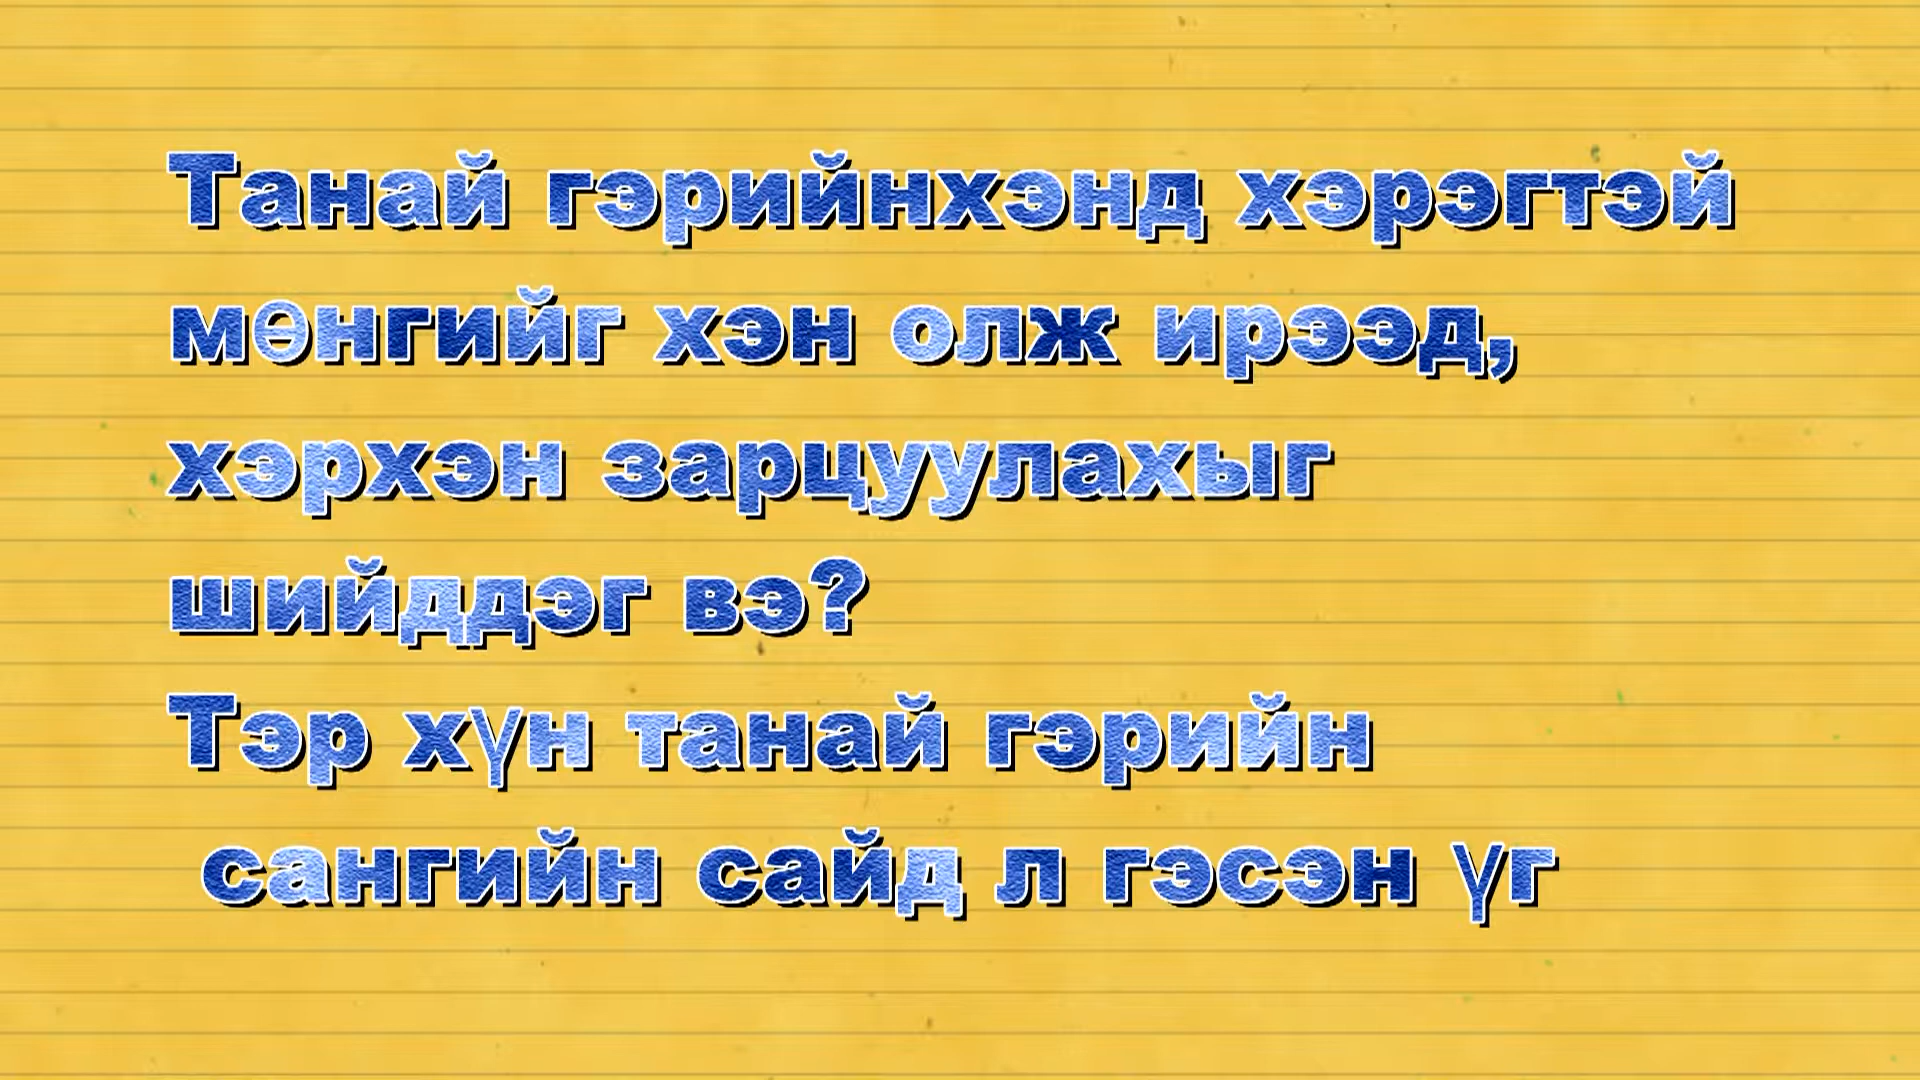 Танай гэрийнхэнд хэрэгтэй
мөнгийг хэн олж ирээд,
хэрхэн зарцуулахыг
шийддэг вэ?
Тэр хүн танай гэрийн
сангийн сайд л гэсэн үг